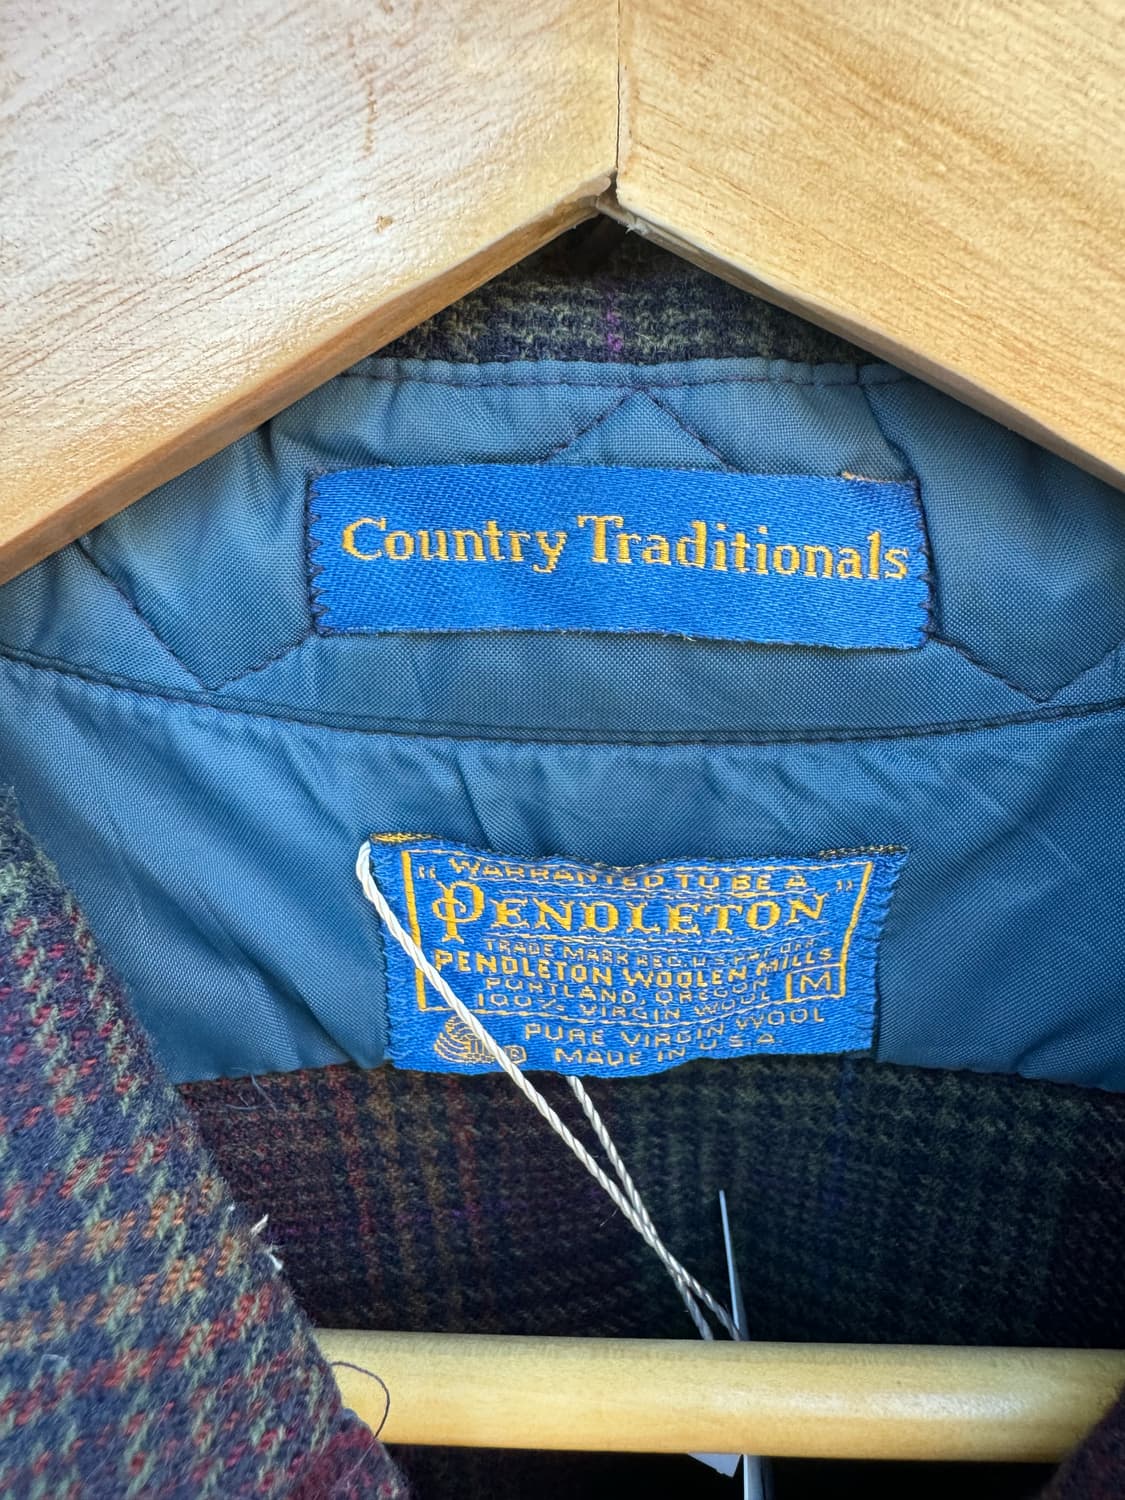 Country Traditionals
"WARRANTED TO BE A
PENDLETON"
TRADE MARK REG. U.S. PAT. OFF.
PENDLETON WOOLEN MILLS
PORTLAND, OREGON
100% VIRGIN WOOL M
PURE VIRGIN WOOL
MADE IN U.S.A.